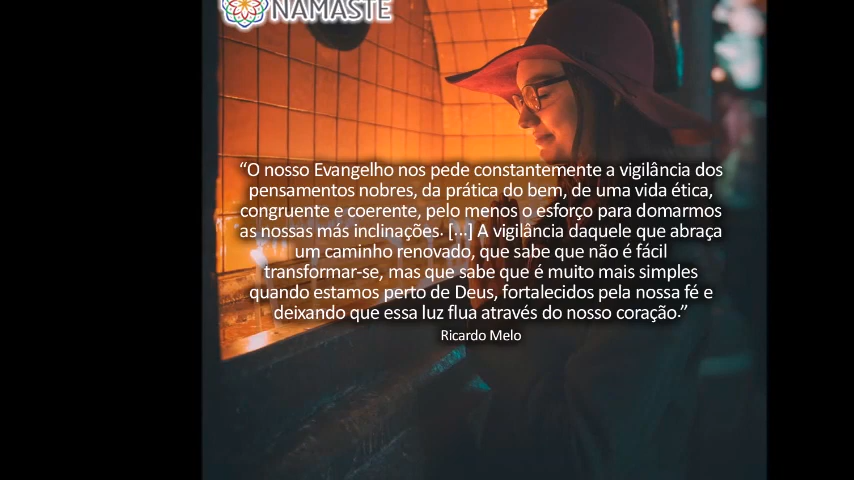 NAMASTE
“O nosso Evangelho nos pede constantemente a vigilância dos
pensamentos nobres, da prática do bem, de uma vida ética,
congruente e coerente, pelo menos o esforço para domarmos
as nossas más inclinações. [...] A vigilância daquele que abraça
um caminho renovado, que sabe que não é fácil
transformar-se, mas que sabe que é muito mais simples
quando estamos perto de Deus, fortalecidos pela nossa fé e
deixando que essa luz flua através do nosso coração.”
Ricardo Melo